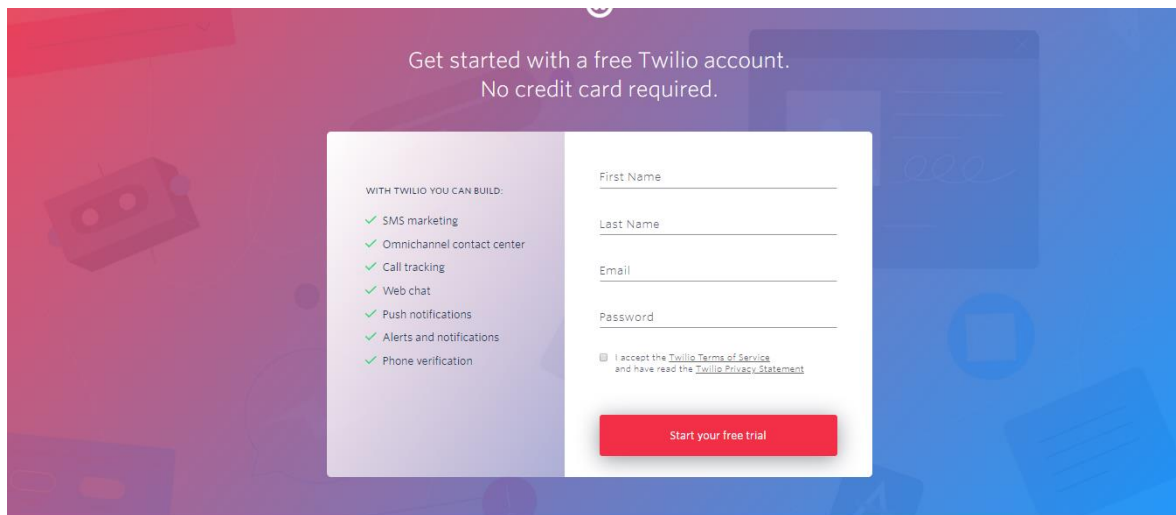 Get started with a free Twilio account.
No credit card required.
WITH TWILIO YOU CAN BUILD:
SMS marketing
Omnichannel contact center
Call tracking
Web chat
Push notifications
Alerts and notifications
Phone verification
First Name
Last Name
Email
Password
I accept the Twilio Terms of Service
and have read the Twilio Privacy Statement
Start your free trial